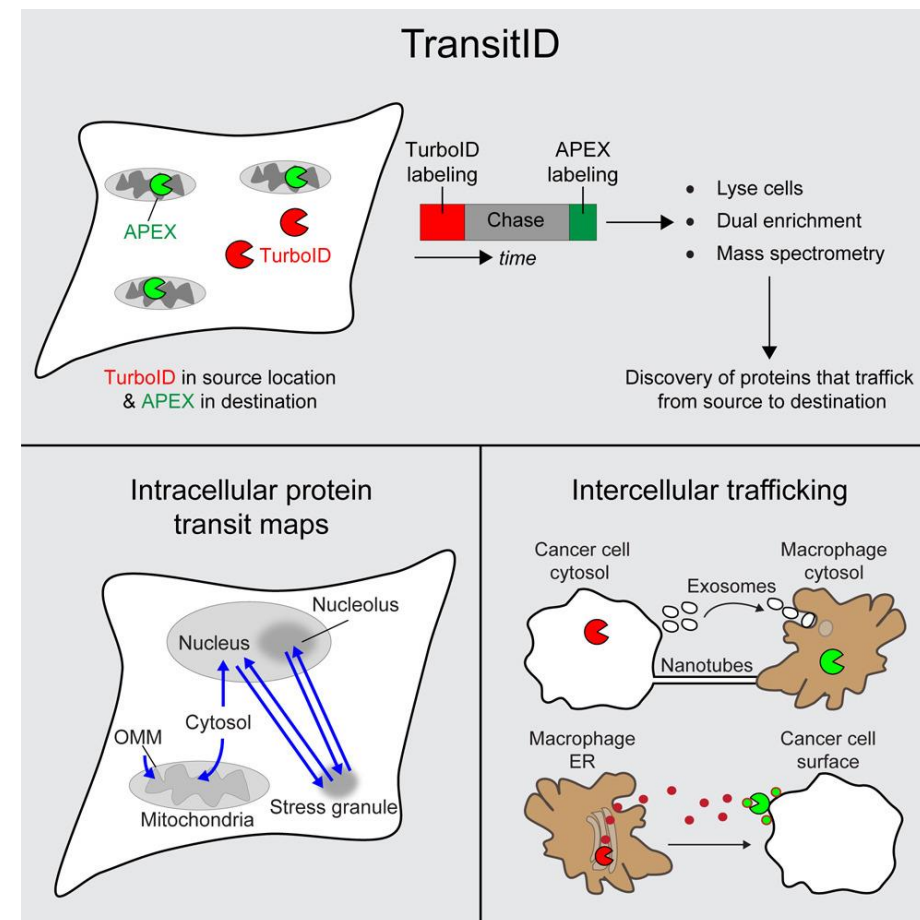 TransitID
TurboID
labeling
APEX
labeling
Chase
time
APEX
TurboID
• Lyse cells
• Dual enrichment
• Mass spectrometry
TurboID in source location
& APEX in destination
Discovery of proteins that traffick
from source to destination
Intracellular protein
transit maps
Nucleolus
Nucleus
Cytosol
OMM
Mitochondria
Stress granule
Intercellular trafficking
Cancer cell
cytosol
Exosomes
Macrophage
cytosol
Nanotubes
Macrophage
ER
Cancer cell
surface